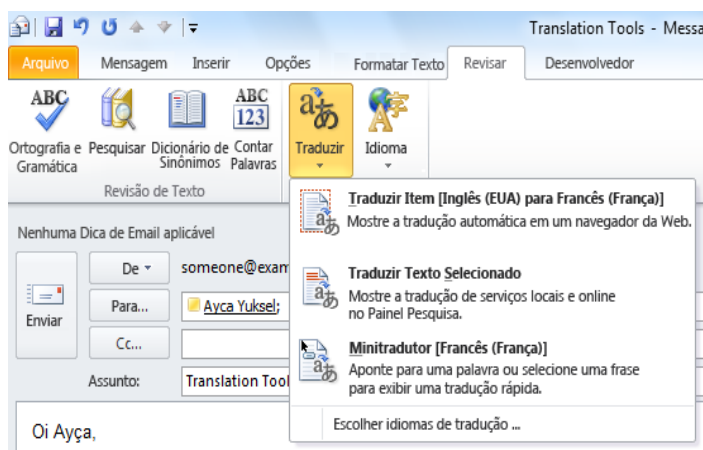 Translation Tools - Messa
Arquivo Mensagem Inserir Opções Formatar Texto Revisar Desenvolvedor
ABC ABC
123
Ortografia e Gramática
Pesquisar
Dicionário de Sinônimos
Contar Palavras
Traduzir
Idioma
Revisão de Texto
Traduzir Item [Inglês (EUA) para Francês (França)]
Mostre a tradução automática em um navegador da Web.
Traduzir Texto Selecionado
Mostre a tradução de serviços locais e online
no Painel Pesquisa.
Minitradutor [Francês (França)]
Aponte para uma palavra ou selecione uma frase
para exibir uma tradução rápida.
Escolher idiomas de tradução ...
Nenhuma Dica de Email aplicável
Enviar
De someone@exam
Para... Ayca Yuksel;
Cc...
Assunto: Translation Tool
Oi Ayça,